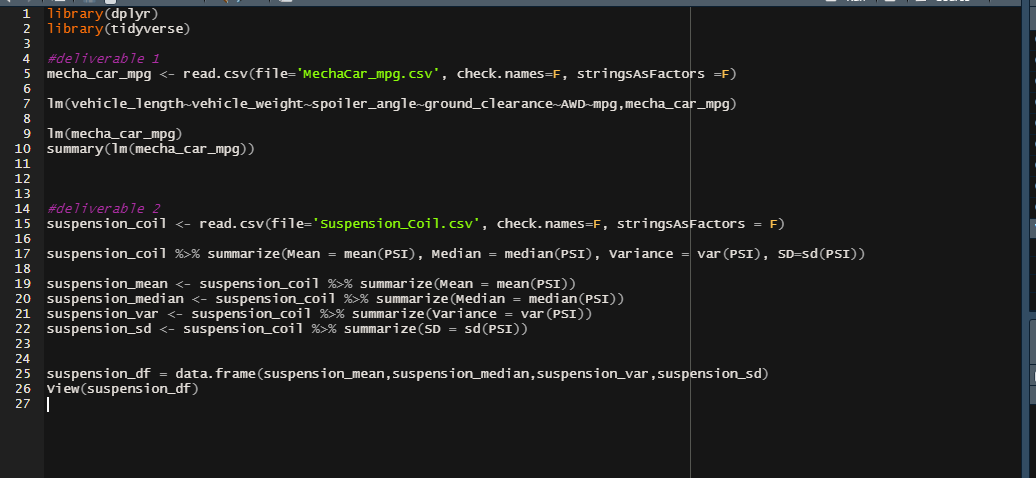 1 library(dplyr)
2 library(tidyverse)
3
4 #deliverable 1
5 mecha_car_mpg <- read.csv(file='MechaCar_mpg.csv', check.names=F, stringsAsFactors =F)
6
7 lm(vehicle_length~vehicle_weight~spoiler_angle~ground_clearance~AWD~mpg,mecha_car_mpg)
8
9 lm(mecha_car_mpg)
10 summary(lm(mecha_car_mpg))
11
12
13
14 #deliverable 2
15 suspension_coil <- read.csv(file='Suspension_Coil.csv', check.names=F, stringsAsFactors = F)
16
17 suspension_coil %>% summarize(Mean = mean(PSI), Median = median(PSI), Variance = var(PSI), SD=sd(PSI))
18
19 suspension_mean <- suspension_coil %>% summarize(Mean = mean(PSI))
20 suspension_median <- suspension_coil %>% summarize(Median = median(PSI))
21 suspension_var <- suspension_coil %>% summarize(Variance = var(PSI))
22 suspension_sd <- suspension_coil %>% summarize(SD = sd(PSI))
23
24
25 suspension_df = data.frame(suspension_mean,suspension_median,suspension_var,suspension_sd)
26 view(suspension_df)
27